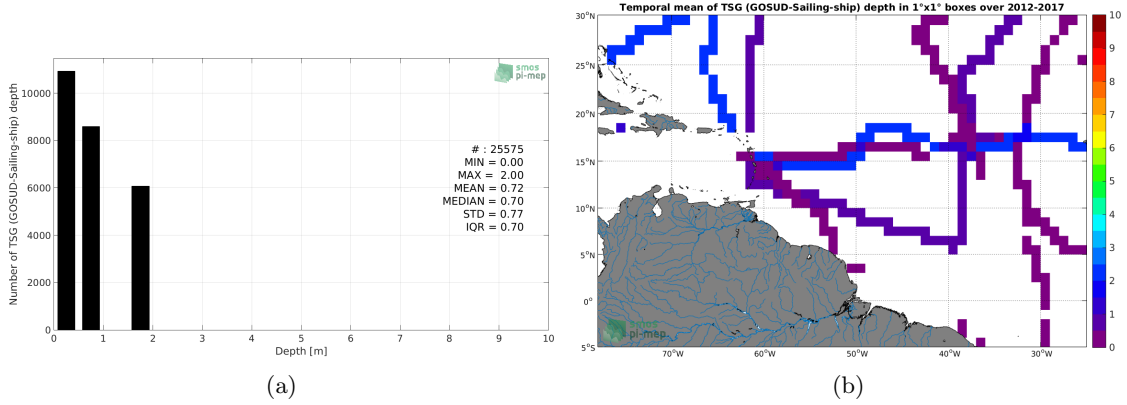 smos
pi-mep
# : 25575
MIN = 0.00
MAX = 2.00
MEAN = 0.72
MEDIAN = 0.70
STD = 0.77
IQR = 0.70
Number of TSG (GOSUD-Sailing-ship) depth
10000
8000
6000
4000
2000
0
0 1 2 3 4 5 6 7 8 9 10
Depth [m]
(a)
Temporal mean of TSG (GOSUD-Sailing-ship) depth in 1°x1° boxes over 2012-2017
30°N
25°N
20°N
15°N
10°N
5°N
0°
5°S
70°W 60°W 50°W 40°W 30°W
smos
pi-mep
10
9
8
7
6
5
4
3
2
1
0
(b)